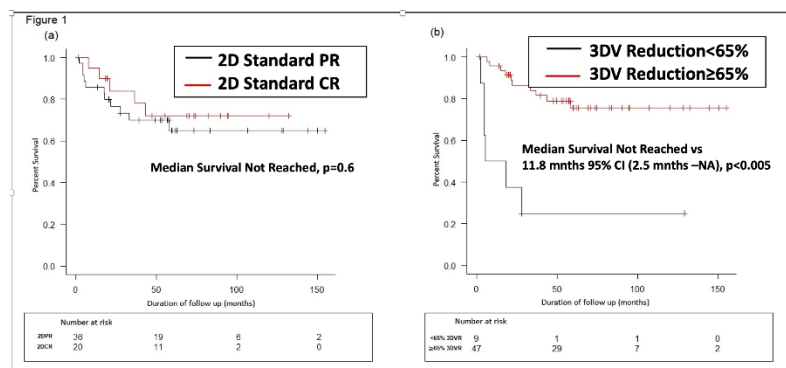 Figure 1
(a)
2D Standard PR
2D Standard CR
Median Survival Not Reached, p=0.6
Percent Survival
1.0
0.8
0.6
0.4
0.2
0.0
0 50 100 150
Duration of follow up (months)
Number at risk
2DPR 36 19 6 2
2DCR 20 11 2 0
(b)
3DV Reduction<65%
3DV Reduction≥65%
Median Survival Not Reached vs
11.8 mnths 95% CI (2.5 mnths –NA), p<0.005
Percent Survival
1.0
0.8
0.6
0.4
0.2
0.0
0 50 100 150
Duration of follow up (months)
Number at risk
<65% 3DVR 9 1 1 0
≥65% 3DVR 47 29 7 2